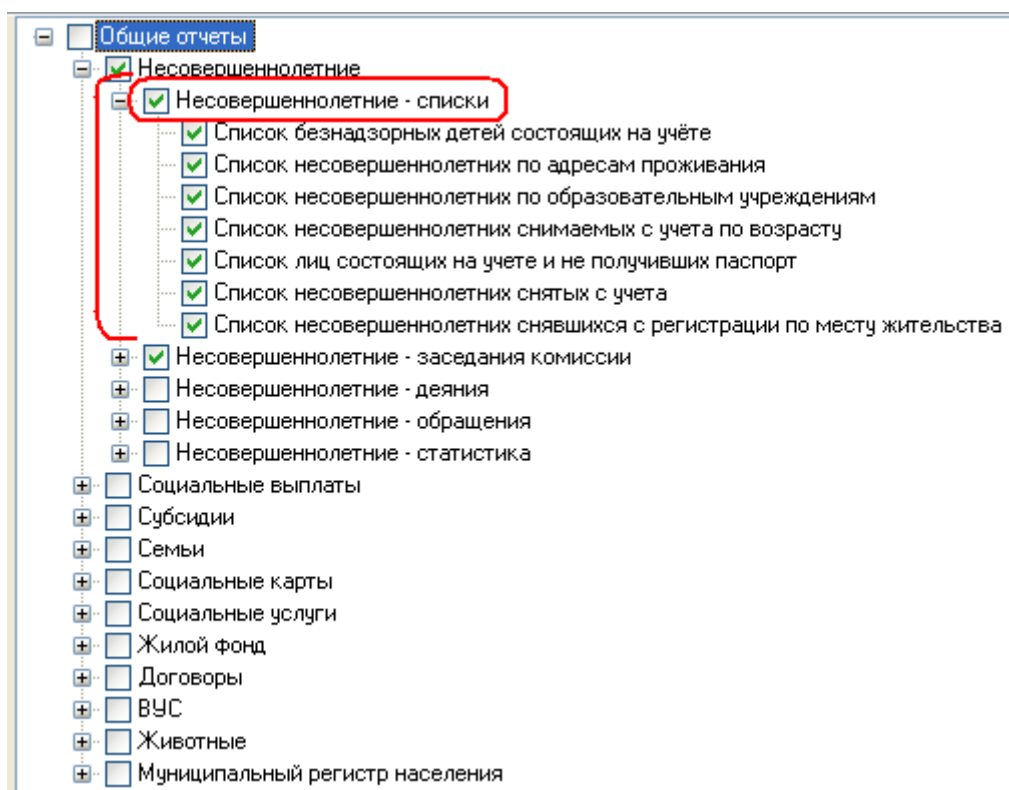 Общие отчеты
Несовершеннолетние
Несовершеннолетние - списки
Список безнадзорных детей состоящих на учёте
Список несовершеннолетних по адресам проживания
Список несовершеннолетних по образовательным учреждениям
Список несовершеннолетних снимаемых с учета по возрасту
Список лиц состоящих на учете и не получивших паспорт
Список несовершеннолетних снятых с учета
Список несовершеннолетних снявшихся с регистрации по месту жительства
Несовершеннолетние - заседания комиссии
Несовершеннолетние - деяния
Несовершеннолетние - обращения
Несовершеннолетние - статистика
Социальные выплаты
Субсидии
Семьи
Социальные карты
Социальные услуги
Жилой фонд
Договоры
ВУС
Животные
Муниципальный регистр населения